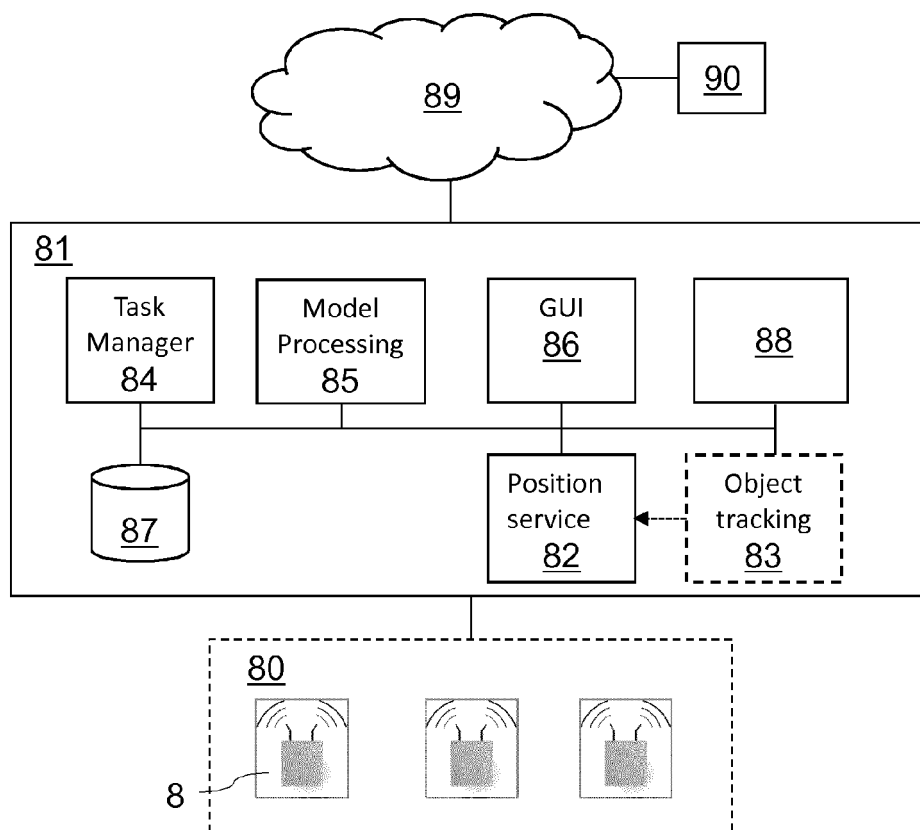 89
90
81
Task
Manager
84
Model
Processing
85
GUI
86
88
87
Position
service
82
Object
tracking
83
80
8